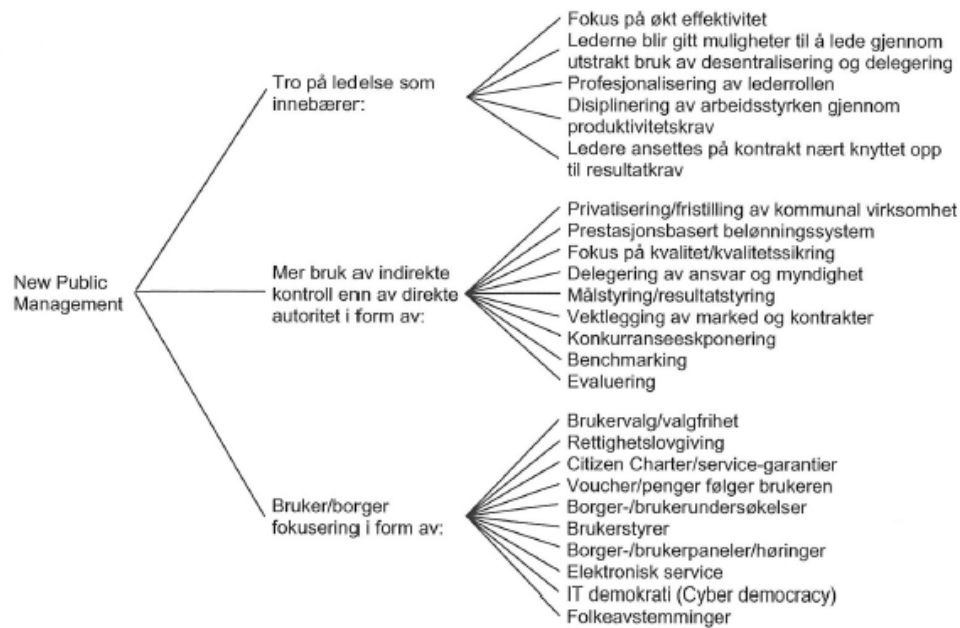 New Public
Management
Tro på ledelse som
innebærer:
Fokus på økt effektivitet
Lederne blir gitt muligheter til å lede gjennom
utstrakt bruk av desentralisering og delegering
Profesjonalisering av lederrollen
Disiplinering av arbeidsstyrken gjennom
produktivitetskrav
Ledere ansettes på kontrakt nært knyttet opp
til resultatkrav
Mer bruk av indirekte
kontroll enn av direkte
autoritet i form av:
Privatisering/fristilling av kommunal virksomhet
Prestasjonsbasert belønningssystem
Fokus på kvalitet/kvalitetssikring
Delegering av ansvar og myndighet
Målstyring/resultatstyring
Vektlegging av marked og kontrakter
Konkurranseeskponering
Benchmarking
Evaluering
Bruker/borger
fokusering i form av:
Brukervalg/valgfrihet
Rettighetslovgiving
Citizen Charter/service-garantier
Voucher/penger følger brukeren
Borger-/brukerundersøkelser
Brukerstyrer
Borger-/brukerpaneler/høringer
Elektronisk service
IT demokrati (Cyber democracy)
Folkeavstemminger